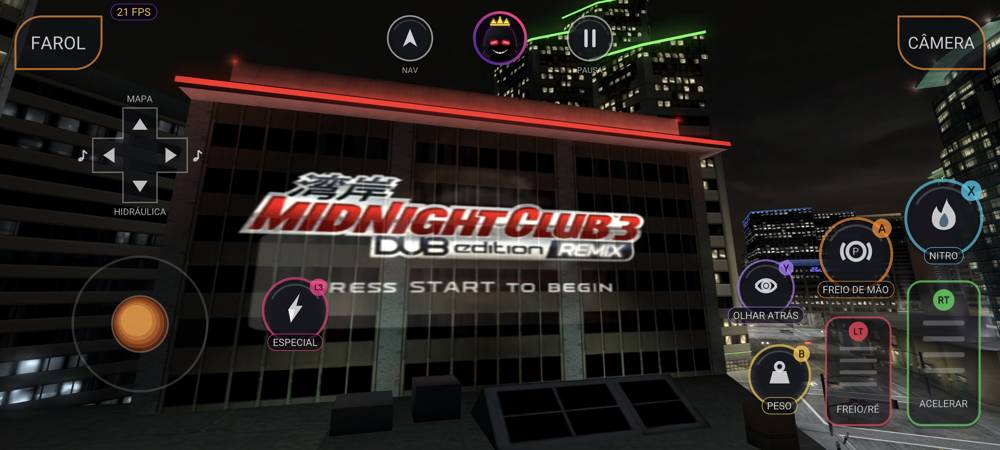 21 FPS
FAROL
CÂMERA
NAV
PAUSA
MAPA
HIDRÁULICA
湾岸
MIDNIGHT CLUB 3
DUB edition REMIX
RESS START TO BEGIN
L3
ESPECIAL
X
NITRO
A
P
FREIO DE MÃO
Y
OLHAR ATRÁS
B
PESO
LT
FREIO/RÉ
RT
ACELERAR